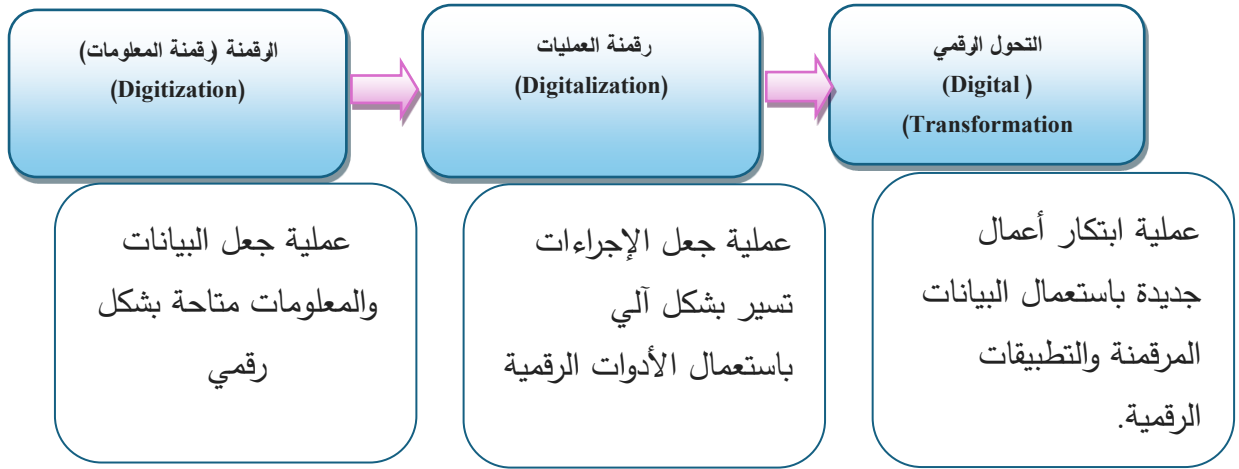 الرقمنة (رقمنة المعلومات)
(Digitization)
عملية جعل البيانات
والمعلومات متاحة بشكل
رقمي
رقمنة العمليات
(Digitalization)
عملية جعل الإجراءات
تسير بشكل آلي
باستعمال الأدوات الرقمية
التحول الرقمي
(Digital )
(Transformation
عملية ابتكار أعمال
جديدة باستعمال البيانات
المرقمنة والتطبيقات
الرقمية.